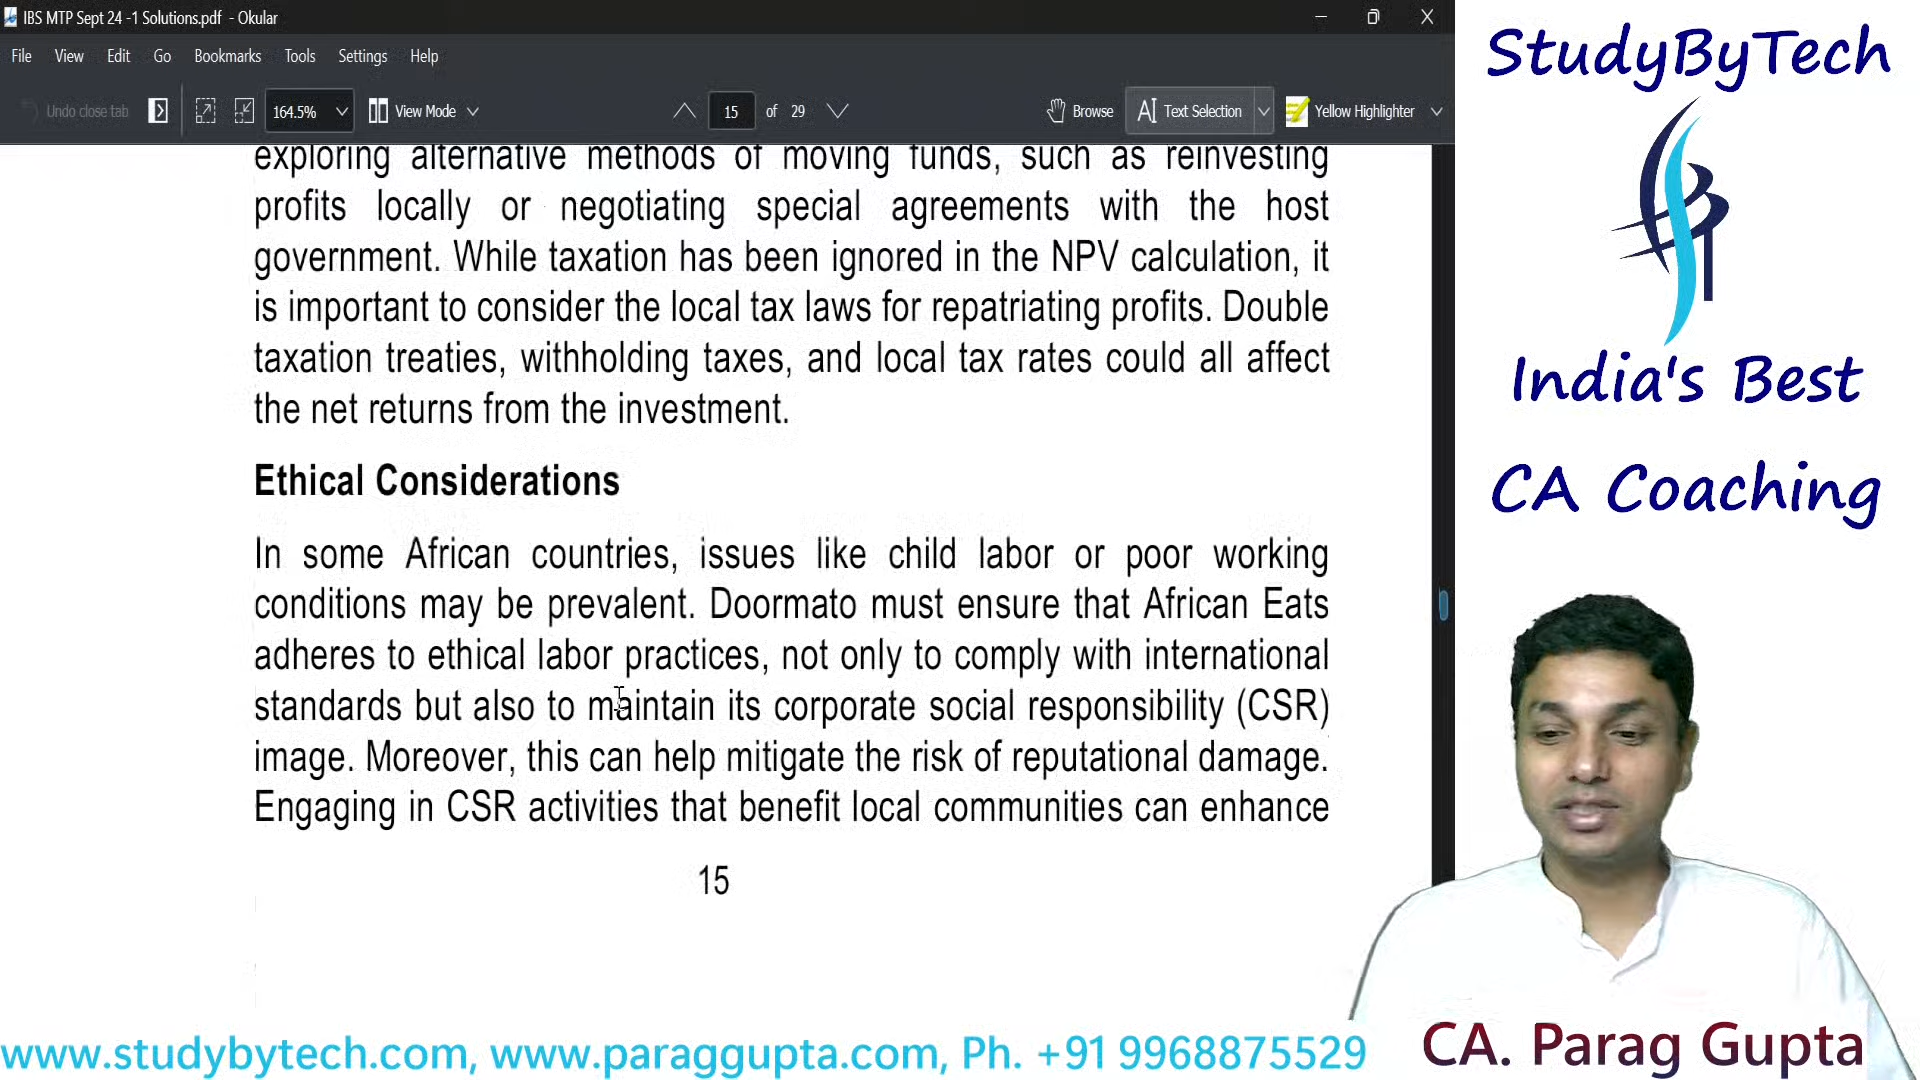 IBS MTP Sept 24 -1 Solutions.pdf - Okular
File View Edit Go Bookmarks Tools Settings Help
Undo close tab 164.5% View Mode 15 of 29 Browse Text Selection Yellow Highlighter
exploring alternative methods of moving funds, such as reinvesting
profits locally or negotiating special agreements with the host
government. While taxation has been ignored in the NPV calculation, it
is important to consider the local tax laws for repatriating profits. Double
taxation treaties, withholding taxes, and local tax rates could all affect
the net returns from the investment.
Ethical Considerations
In some African countries, issues like child labor or poor working
conditions may be prevalent. Doormato must ensure that African Eats
adheres to ethical labor practices, not only to comply with international
standards but also to maintain its corporate social responsibility (CSR)
image. Moreover, this can help mitigate the risk of reputational damage.
Engaging in CSR activities that benefit local communities can enhance
15
StudyByTech
India's Best
CA Coaching
www.studybytech.com, www.paraggupta.com, Ph. +91 9968875529
CA. Parag Gupta